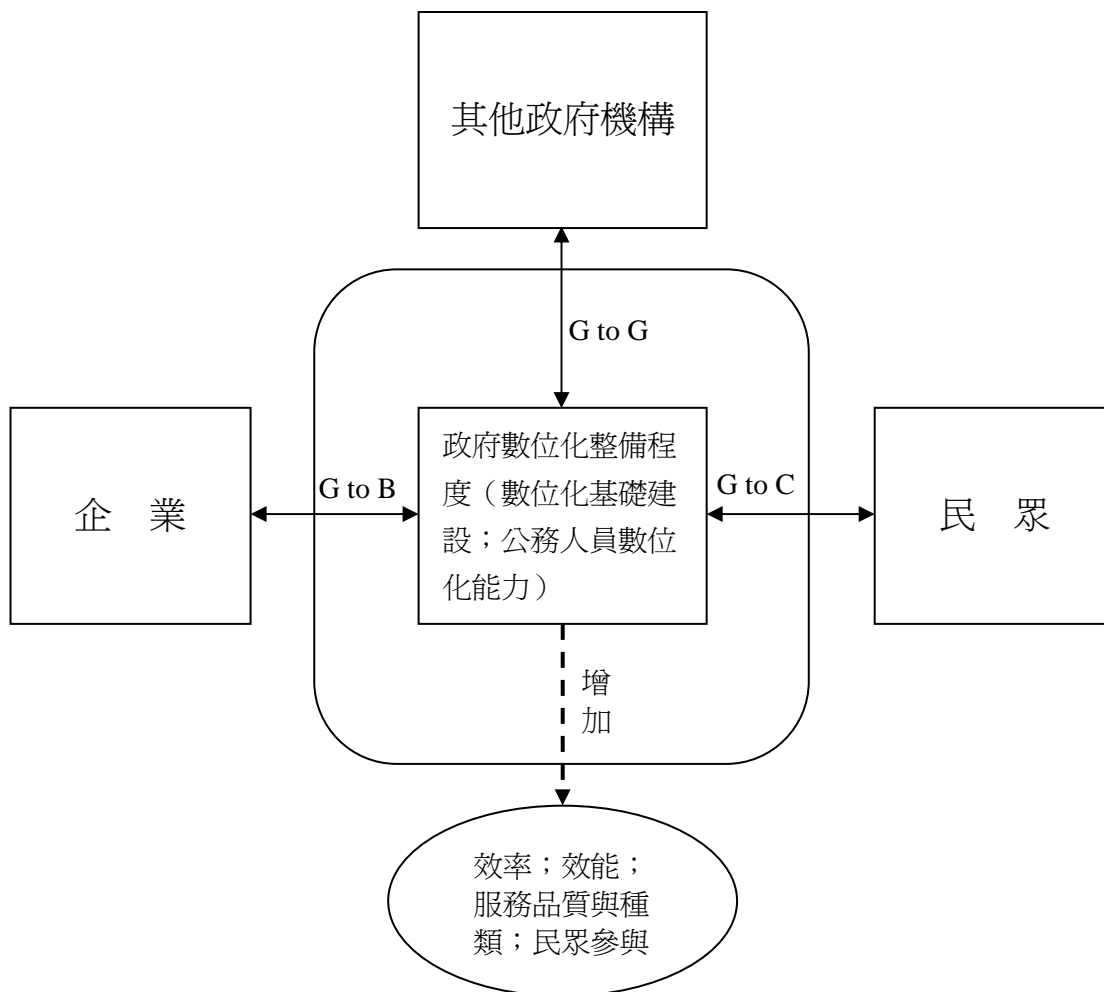 其他政府機構
G to G
企　業
G to B
政府數位化整備程
度（數位化基礎建
設；公務人員數位
化能力）
G to C
民　眾
增
加
效率；效能；
服務品質與種
類；民眾參與